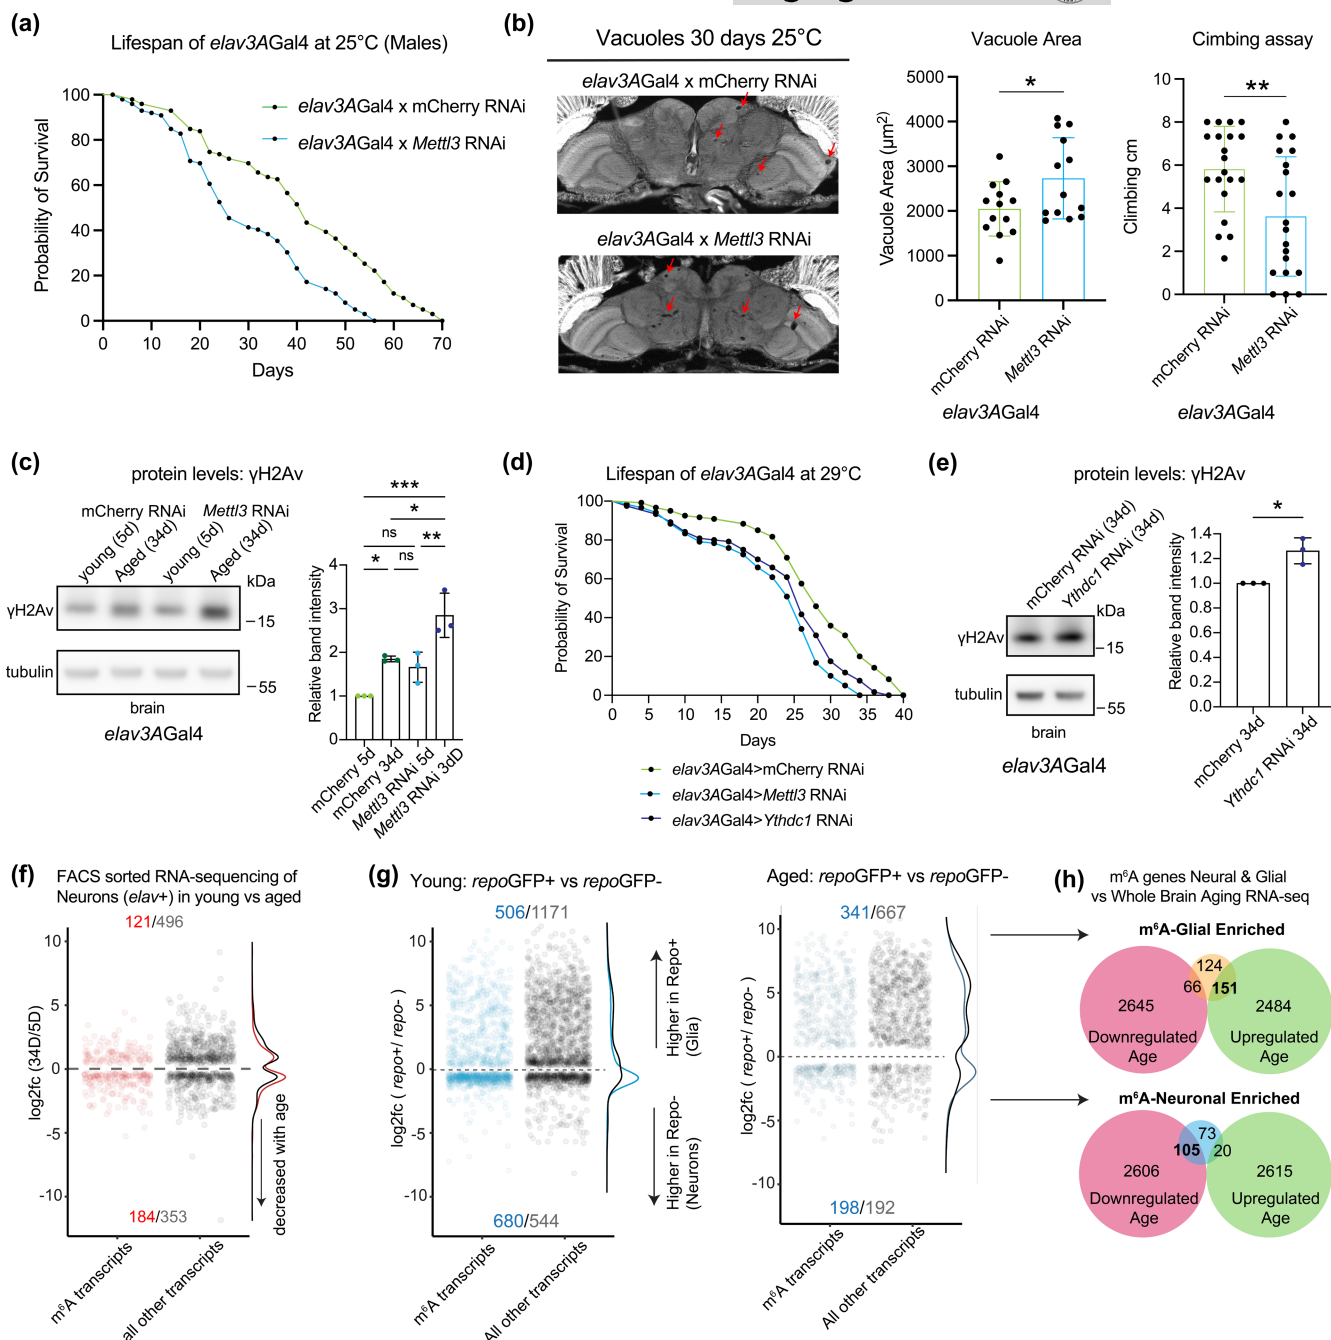 (a)
Lifespan of elav3AGal4 at 25°C (Males)
elav3AGal4 x mCherry RNAi
elav3AGal4 x Mettl3 RNAi
Probability of Survival
100
80
60
40
20
0
0 10 20 30 40 50 60 70
Days
(b)
Vacuoles 30 days 25°C
elav3AGal4 x mCherry RNAi
elav3AGal4 x Mettl3 RNAi
Vacuole Area
*
Vacuole Area (µm²)
5000
4000
3000
2000
1000
0
mCherry RNAi
Mettl3 RNAi
elav3AGal4
Cimbing assay
**
Climbing cm
10
8
6
4
2
0
mCherry RNAi
Mettl3 RNAi
elav3AGal4
(c)
protein levels: γH2Av
mCherry RNAi Mettl3 RNAi
young (5d)
Aged (34d)
young (5d)
Aged (34d)
kDa
γH2Av
–15
tubulin
–55
brain
elav3AGal4
***
*
ns
**
* ns
Relative band intensity
4
3
2
1
0
mCherry 5d
mCherry 34d
Mettl3 RNAi 5d
Mettl3 RNAi 3dD
(d)
Lifespan of elav3AGal4 at 29°C
Probability of Survival
100
80
60
40
20
0
0 5 10 15 20 25 30 35 40
Days
elav3AGal4>mCherry RNAi
elav3AGal4>Mettl3 RNAi
elav3AGal4>Ythdc1 RNAi
(e)
protein levels: γH2Av
mCherry RNAi (34d)
Ythdc1 RNAi (34d)
kDa
γH2Av
–15
tubulin
–55
brain
elav3AGal4
*
Relative band intensity
1.4
1.2
1.0
0.8
0.6
0.4
0.2
0.0
mCherry 34d
Ythdc1 RNAi 34d
(f)
FACS sorted RNA-sequencing of
Neurons (elav+) in young vs aged
121/496
log2fc (34D/5D)
10
5
0
-5
-10
decreased with age
184/353
m⁶A transcripts
all other transcripts
(g)
Young: repoGFP+ vs repoGFP-
506/1171
log2fc ( repo+/ repo- )
10
5
0
-5
-10
Higher in Repo+
(Glia)
Higher in Repo-
(Neurons)
680/544
m⁶A transcripts
All other transcripts
Aged: repoGFP+ vs repoGFP-
341/667
log2fc ( repo+/ repo- )
10
5
0
-5
-10
198/192
m⁶A transcripts
All other transcripts
(h)
m⁶A genes Neural & Glial
vs Whole Brain Aging RNA-seq
m⁶A-Glial Enriched
124
66 151
2645 2484
Downregulated Upregulated
Age Age
m⁶A-Neuronal Enriched
73
105 20
2606 2615
Downregulated Upregulated
Age Age